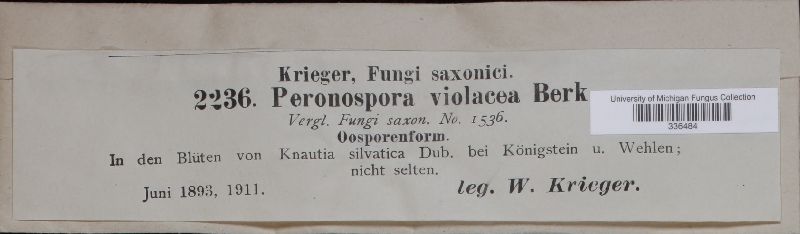 Krieger, Fungi saxonici.
2236. Peronospora violacea Berk
Vergl. Fungi saxon. No. 1536.
Oosporenform.
In den Blüten von Knautia silvatica Dub. bei Königstein u. Wehlen;
nicht selten.
Juni 1893, 1911.
leg. W. Krieger.
University of Michigan Fungus Collection
336484